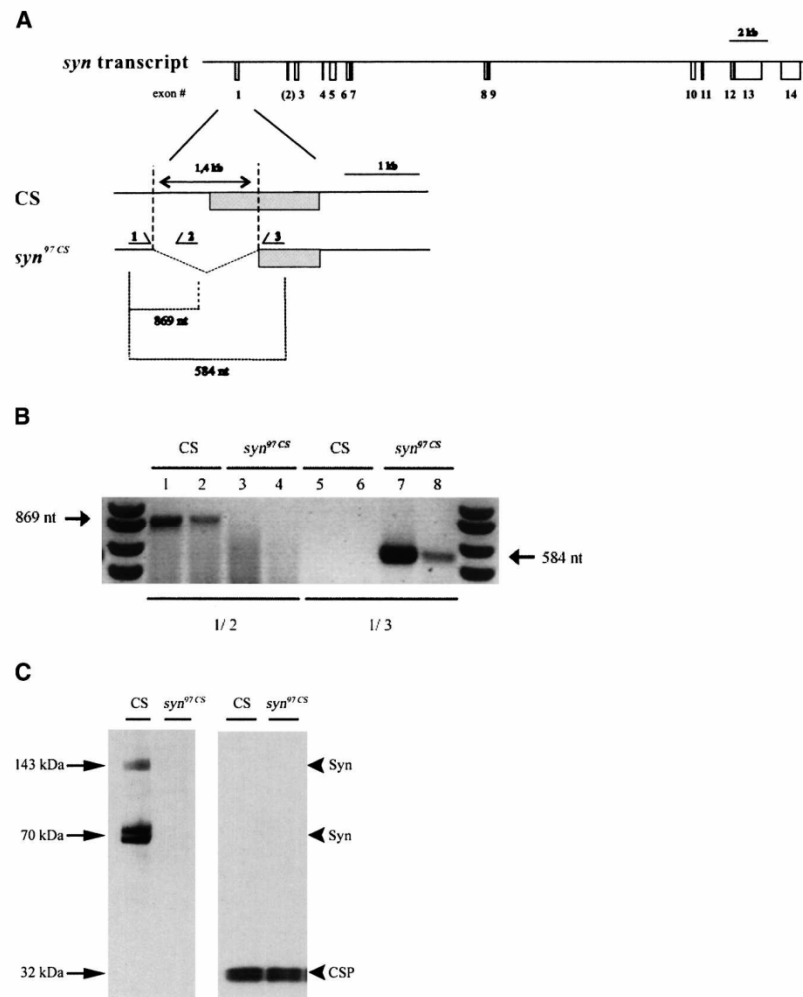 A
2 kb
syn transcript
exon # 1 (2) 3 4 5 6 7 8 9 10 11 12 13 14
1,4 kb
1 kb
CS
1 2 3
syn97 CS
869 nt
584 nt
B
CS syn97 CS CS syn97 CS
1 2 3 4 5 6 7 8
869 nt
584 nt
1/ 2 1/ 3
C
CS syn97 CS CS syn97 CS
143 kDa Syn
70 kDa Syn
32 kDa CSP